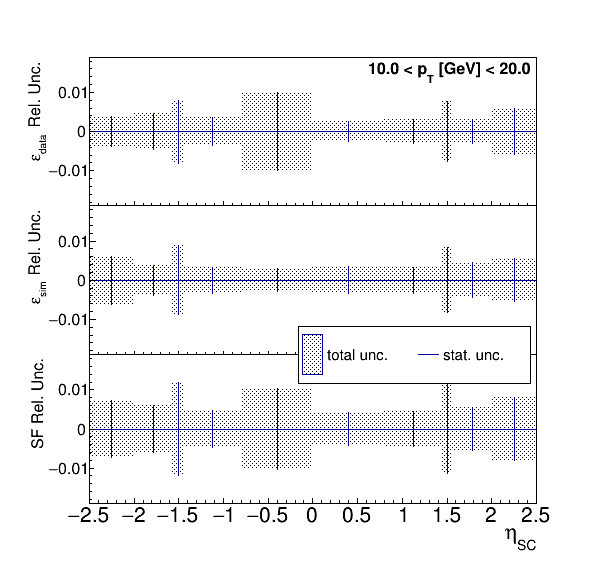 10.0 < p_T [GeV] < 20.0
ε_data Rel. Unc.
0.01
0
−0.01
ε_sim Rel. Unc.
0.01
0
−0.01
total unc. stat. unc.
SF Rel. Unc.
0.01
0
−0.01
−2.5 −2 −1.5 −1 −0.5 0 0.5 1 1.5 2 2.5
η_SC